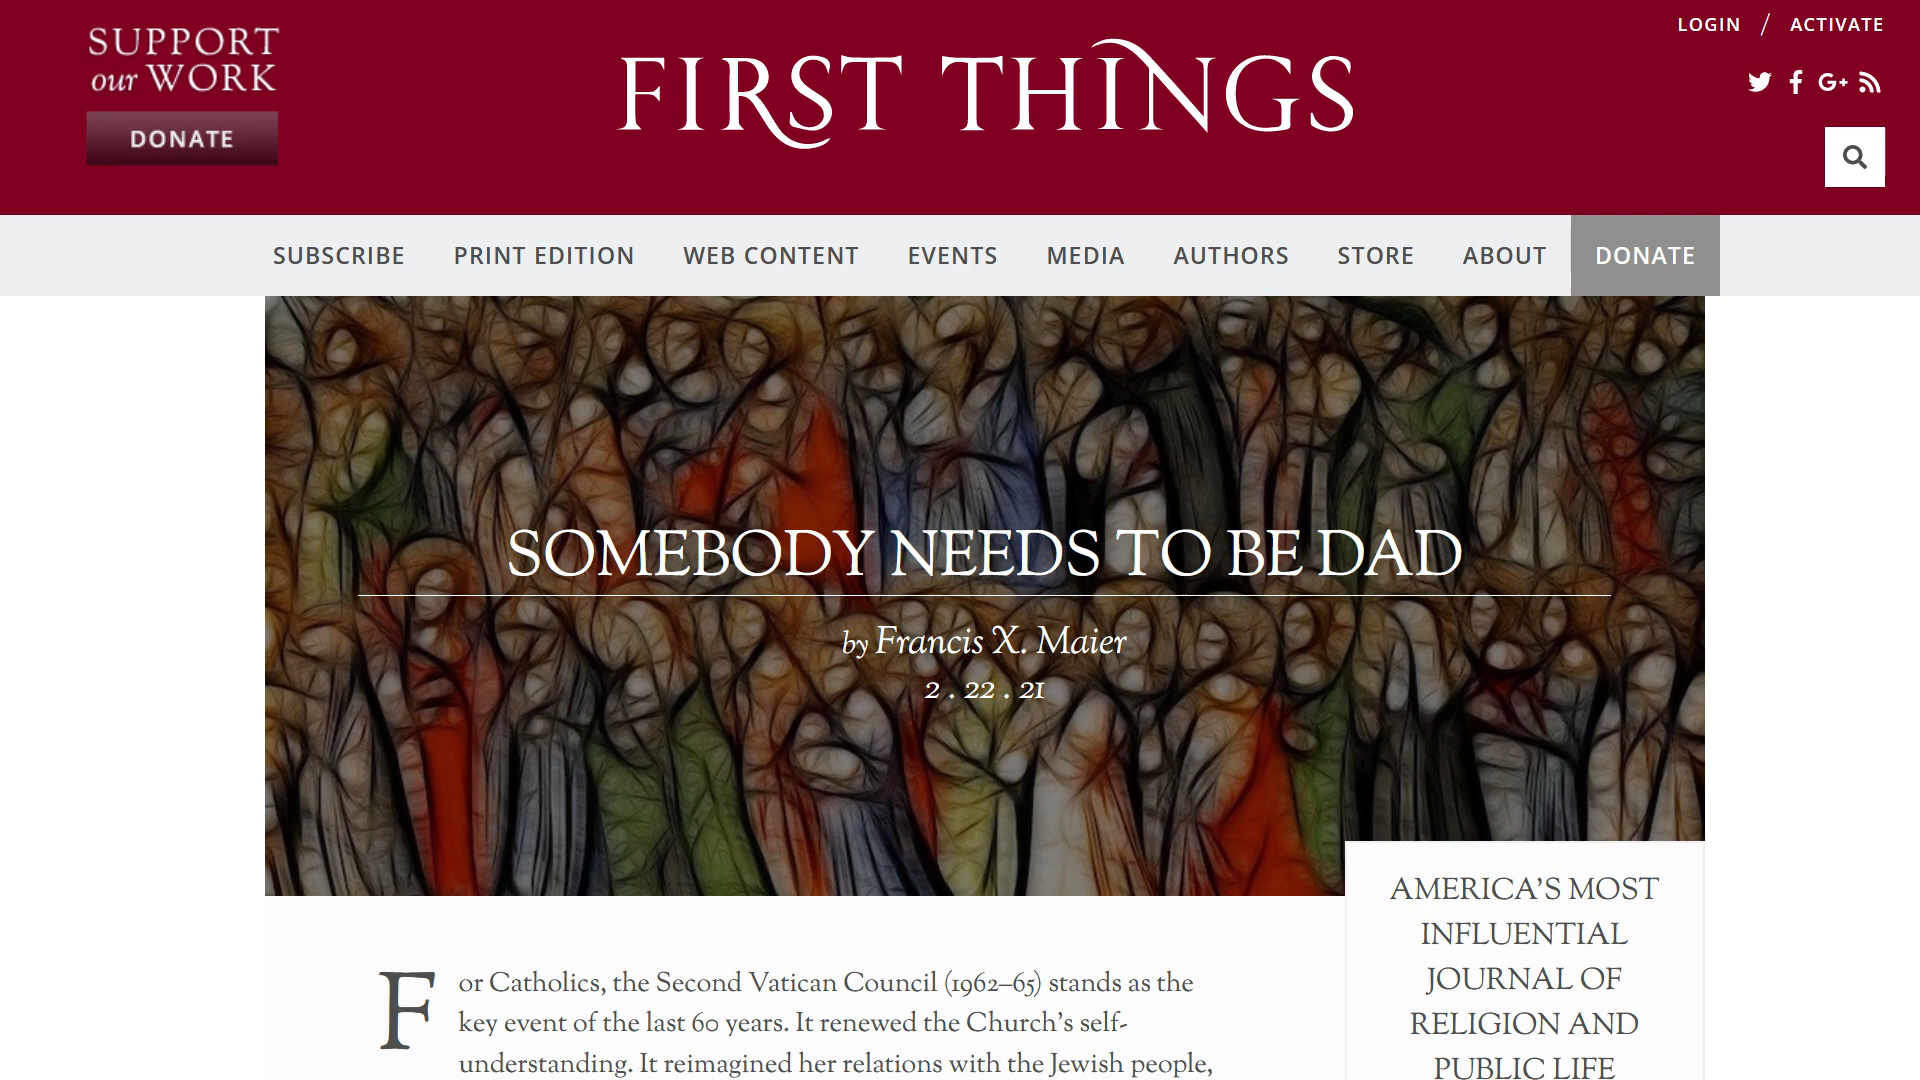 SUPPORT
our WORK
DONATE
FIRST THINGS
LOGIN / ACTIVATE
G+
SUBSCRIBE PRINT EDITION WEB CONTENT EVENTS MEDIA AUTHORS STORE ABOUT DONATE
SOMEBODY NEEDS TO BE DAD
by Francis X. Maier
2 . 22 . 21
For Catholics, the Second Vatican Council (1962–65) stands as the
key event of the last 60 years. It renewed the Church’s self-
understanding. It reimagined her relations with the Jewish people,
AMERICA’S MOST
INFLUENTIAL
JOURNAL OF
RELIGION AND
PUBLIC LIFE